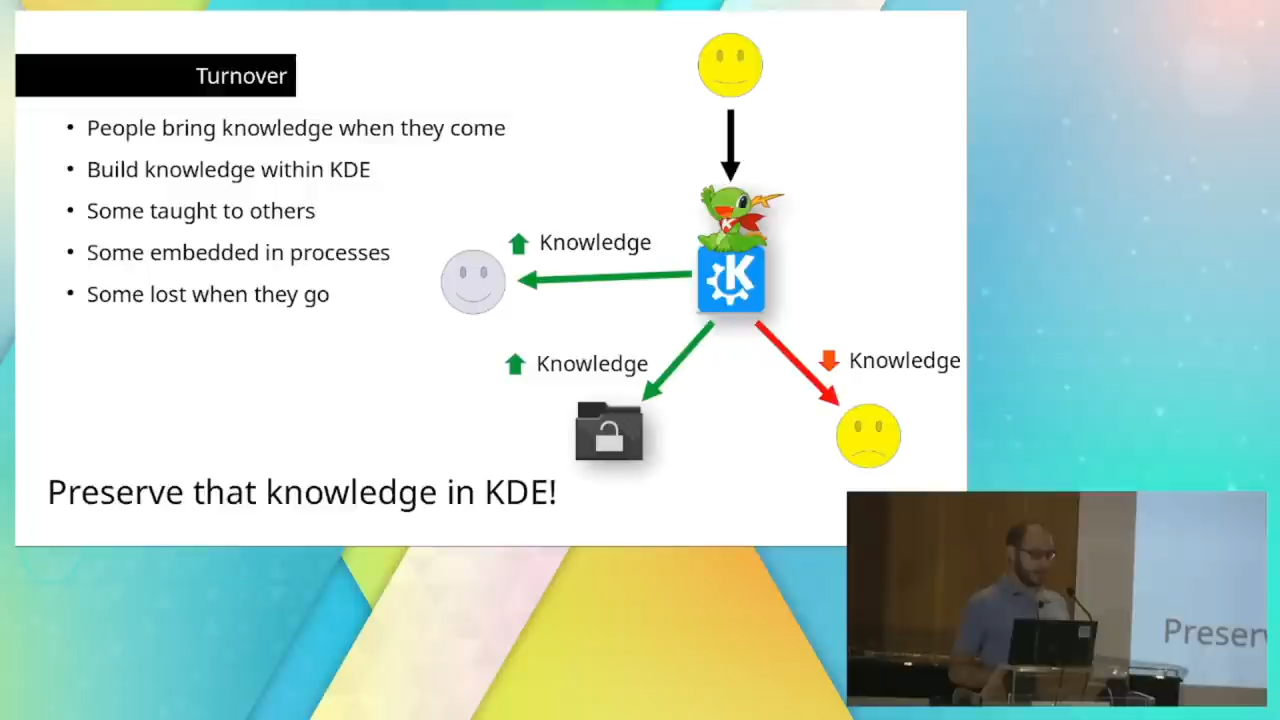 Turnover
• People bring knowledge when they come
• Build knowledge within KDE
• Some taught to others
• Some embedded in processes
• Some lost when they go
Knowledge
Knowledge
Knowledge
K
Preserve that knowledge in KDE!
Preserv